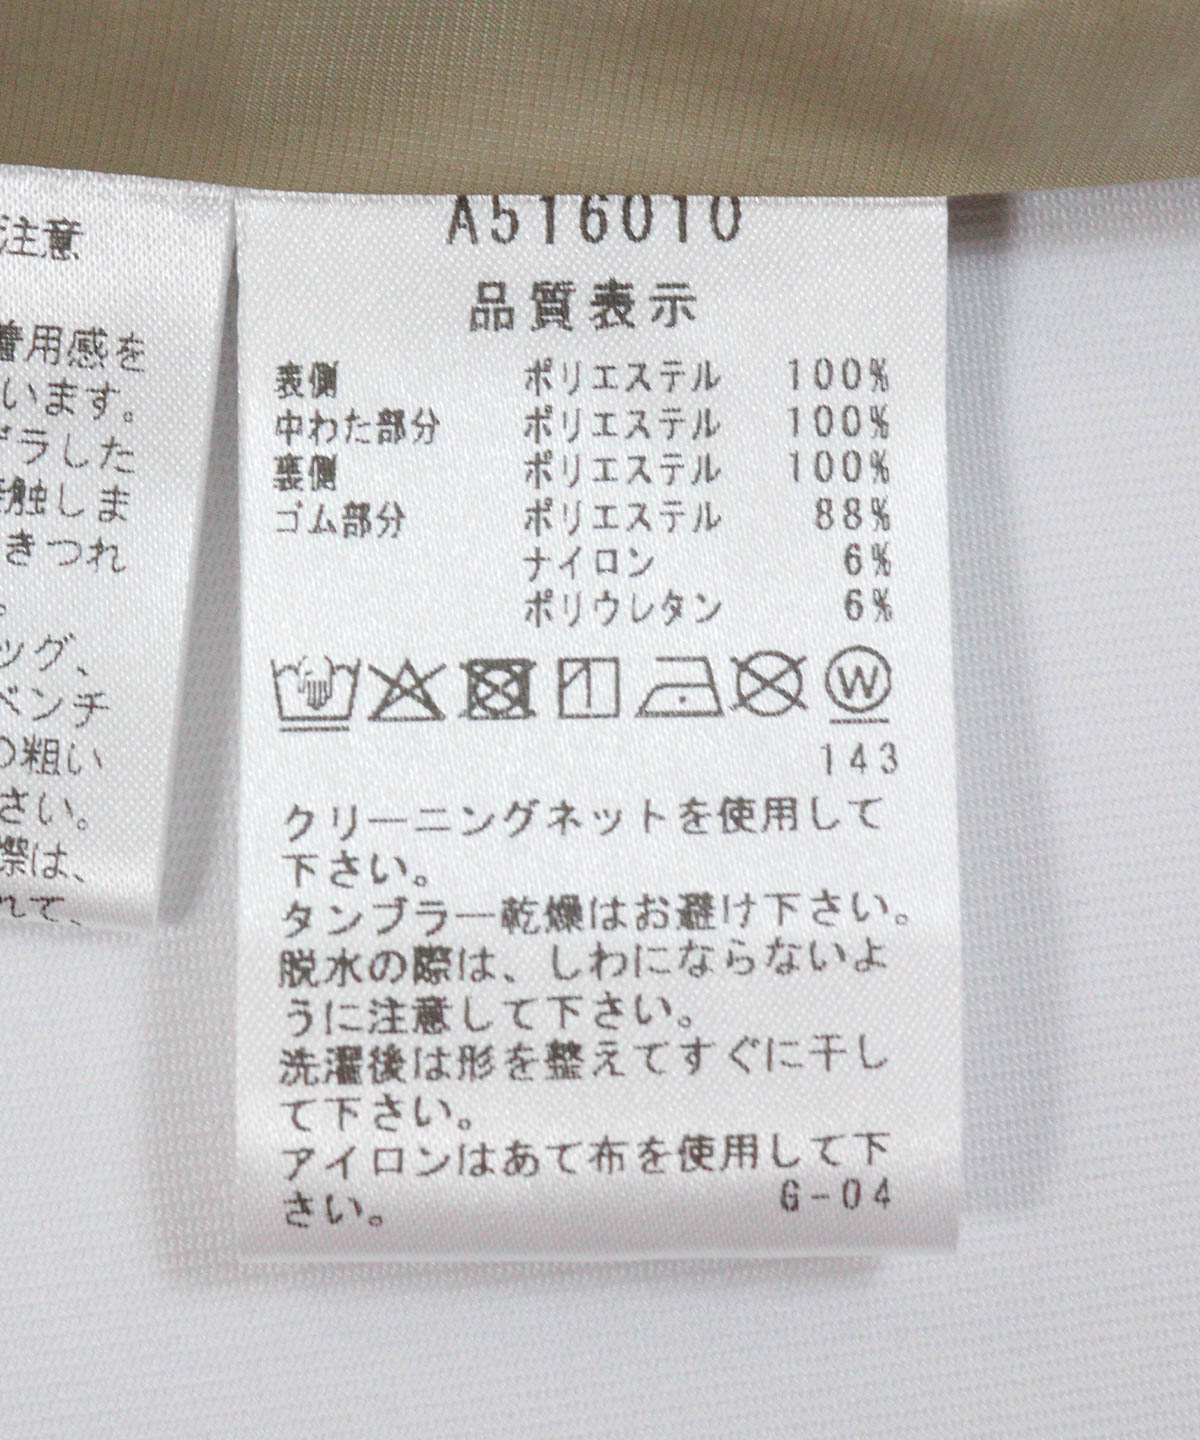 注意
着用感を
います。
ラした
触しま
きつれ
。
ッグ、
ベンチ
の粗い
さい。
際は、
れて、
A516010
品質表示
表側 ポリエステル 100%
中わた部分 ポリエステル 100%
裏側 ポリエステル 100%
ゴム部分 ポリエステル 88%
ナイロン 6%
ポリウレタン 6%
W
143
クリーニングネットを使用して
下さい。
タンブラー乾燥はお避け下さい。
脱水の際は、しわにならないよ
うに注意して下さい。
洗濯後は形を整えてすぐに干し
て下さい。
アイロンはあて布を使用して下
さい。 G-04